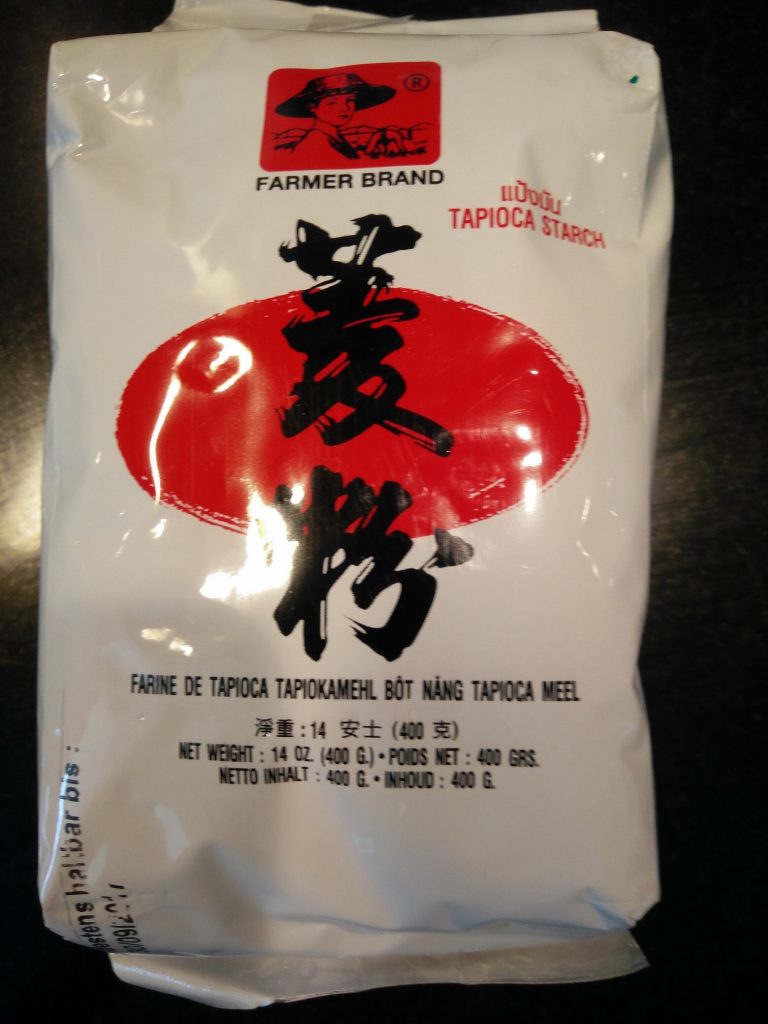 ®
FARMER BRAND
แป้งมัน
TAPIOCA STARCH
菱粉
FARINE DE TAPIOCA TAPIOKAMEHL BÔT NĂNG TAPIOCA MEEL
淨重：14 安士 (400 克)
NET WEIGHT : 14 OZ. (400 G.) • POIDS NET : 400 GRS.
NETTO INHALT : 400 G. • INHOUD : 400 G.
haltbar bis :